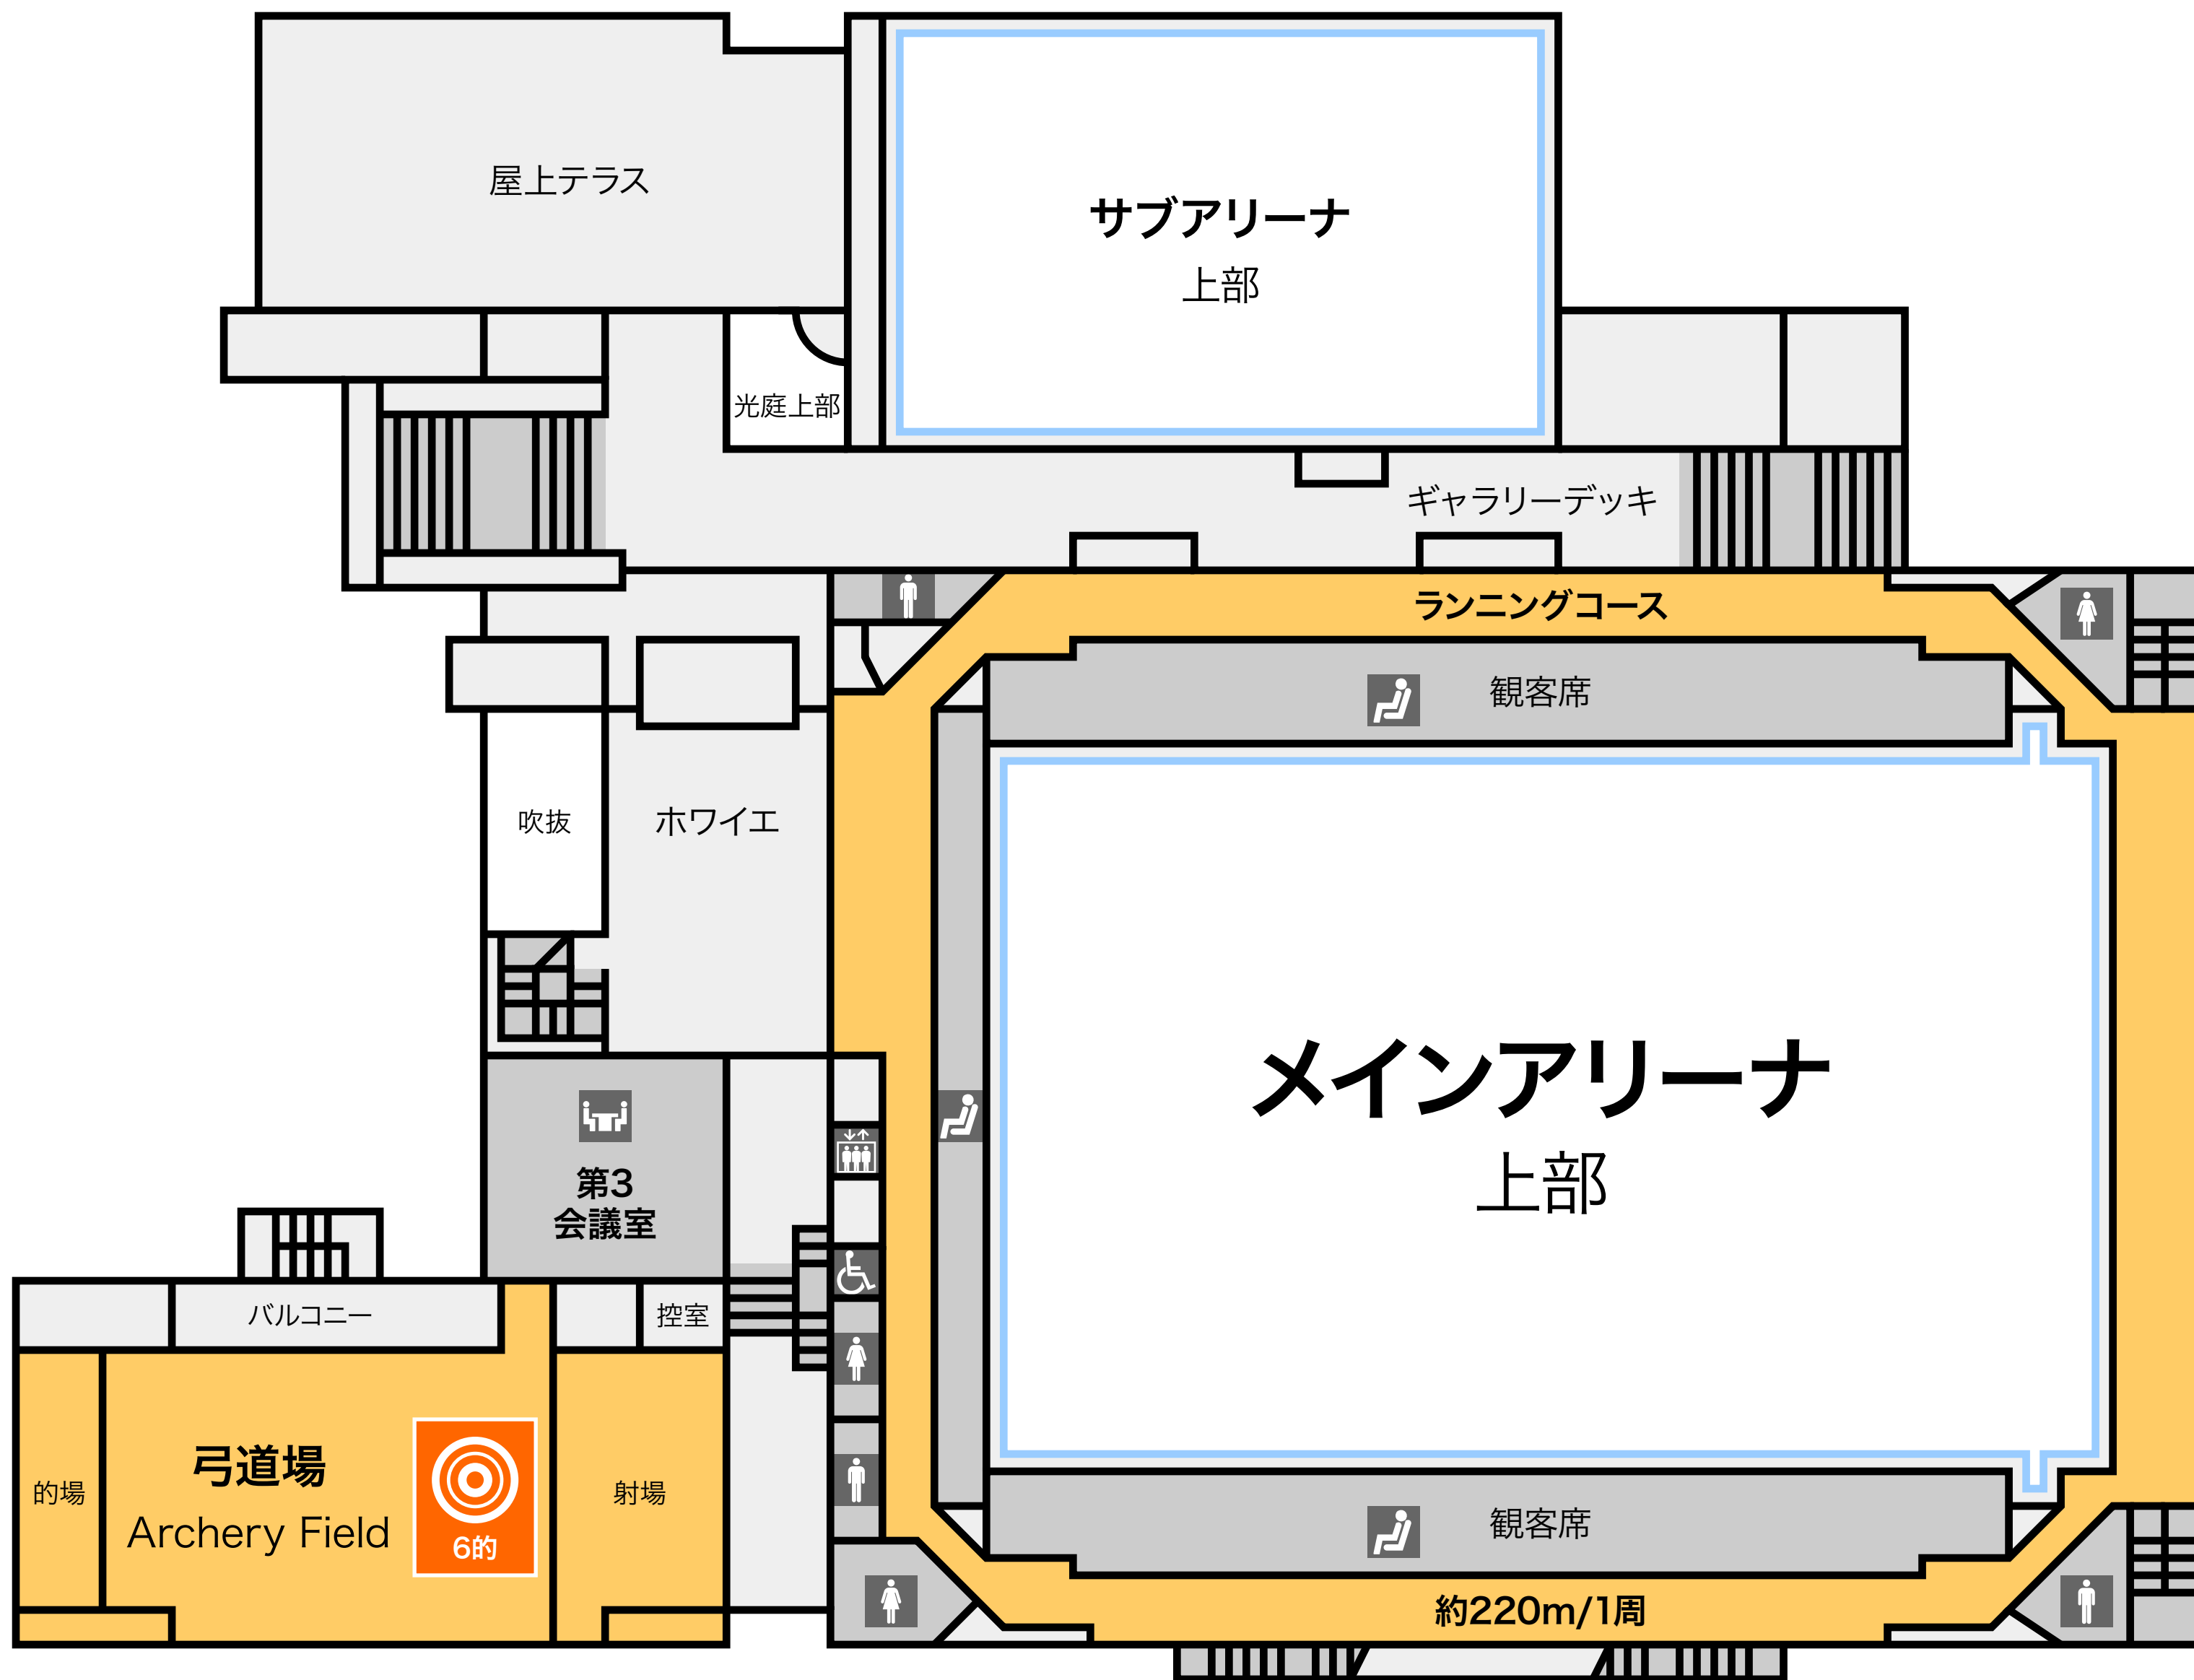 屋上テラス
サブアリーナ
上部
光庭上部
ギャラリーデッキ
ランニングコース
観客席
吹抜
ホワイエ
メインアリーナ
上部
第3
会議室
バルコニー
控室
弓道場
Archery Field
的場
6的
射場
観客席
約220m/1周